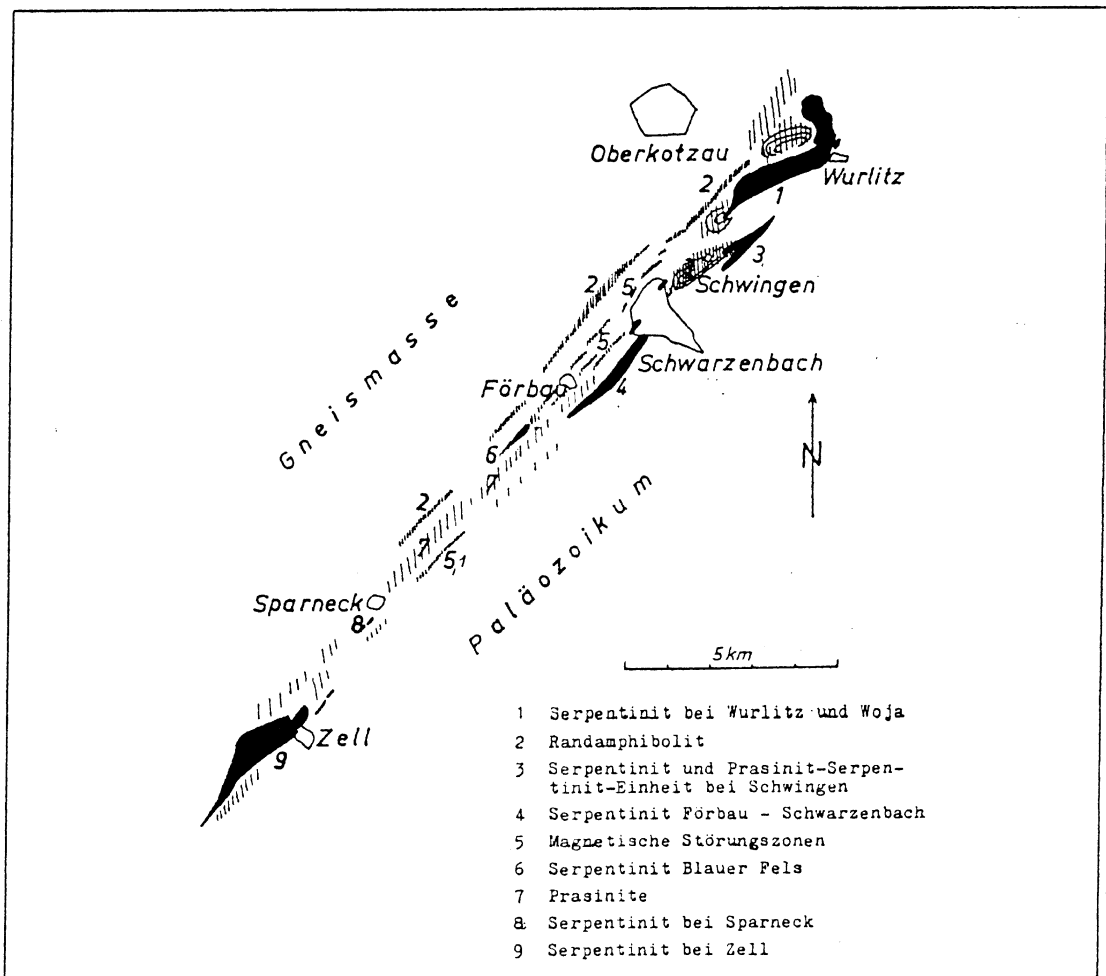 Oberkotzau
Wurlitz
2
1
3
Schwingen
2
5
5
Schwarzenbach
Förbau
4
Gneismasse
6
7
N
2
7
5,1
Paläozoikum
Sparneck
8
5km
Zell
9
1 Serpentinit bei Wurlitz und Woja
2 Randamphibolit
3 Serpentinit und Prasinit-Serpen-
tinit-Einheit bei Schwingen
4 Serpentinit Förbau - Schwarzenbach
5 Magnetische Störungszonen
6 Serpentinit Blauer Fels
7 Prasinite
8 Serpentinit bei Sparneck
9 Serpentinit bei Zell